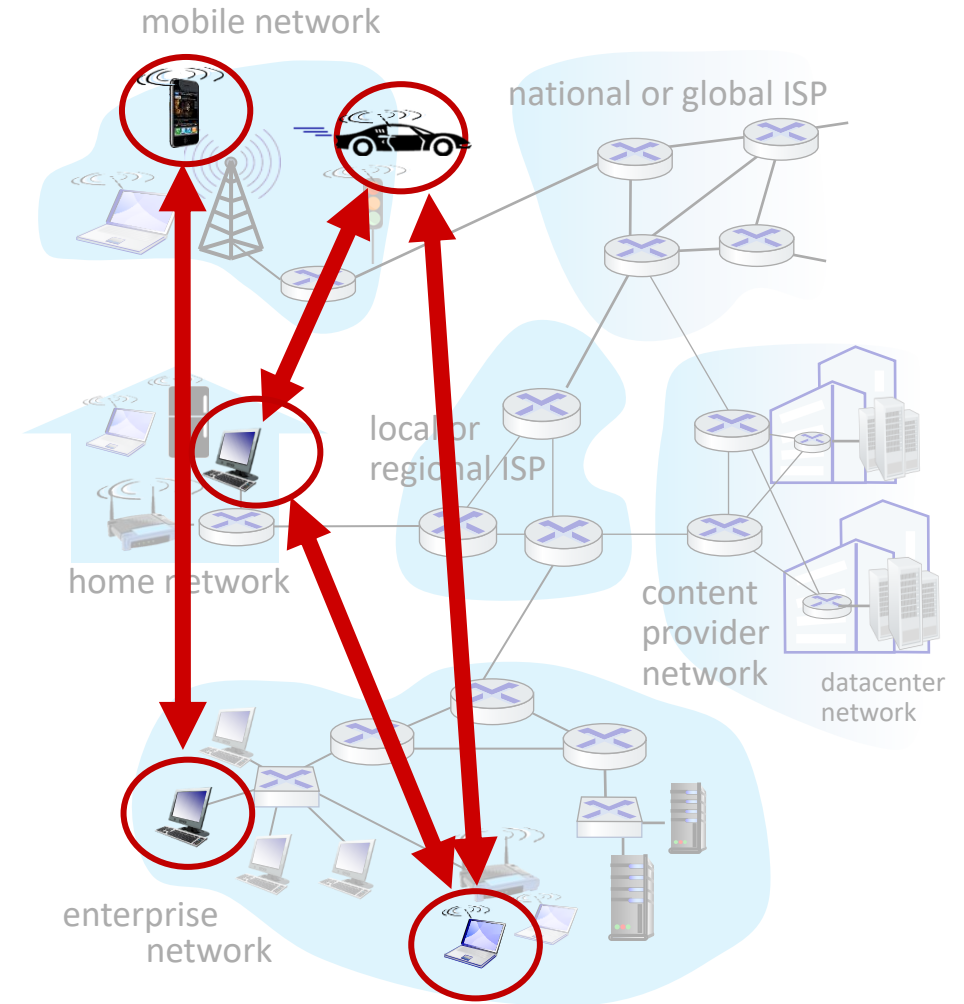 mobile network
national or global ISP
local or
regional ISP
home network
content
provider
network
datacenter
network
enterprise
network